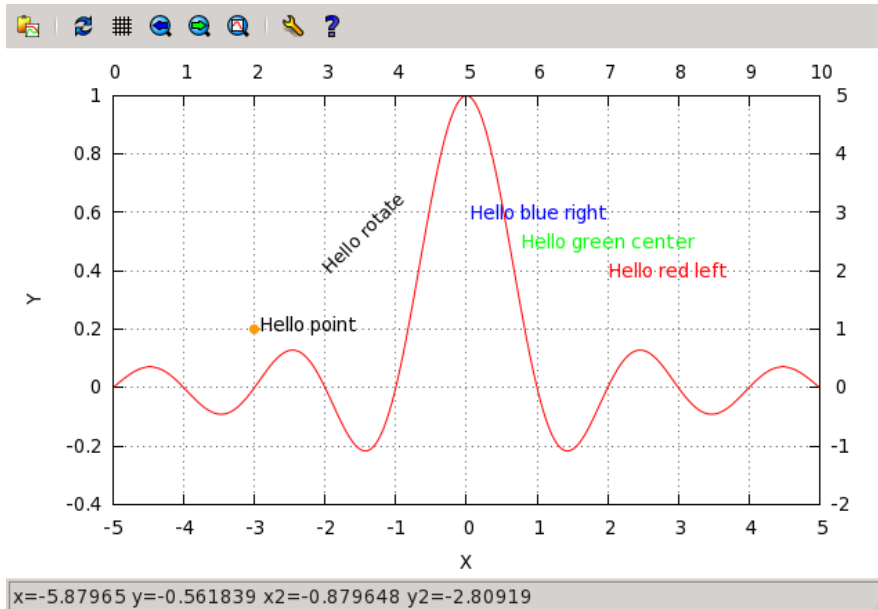 0 1 2 3 4 5 6 7 8 9 10
1 5
0.8 4
0.6 3
Hello rotate
Hello blue right
Hello green center
0.4 2
Hello red left
Y
0.2 1
Hello point
0 0
-0.2 -1
-0.4 -2
-5 -4 -3 -2 -1 0 1 2 3 4 5
X
x=-5.87965 y=-0.561839 x2=-0.879648 y2=-2.80919